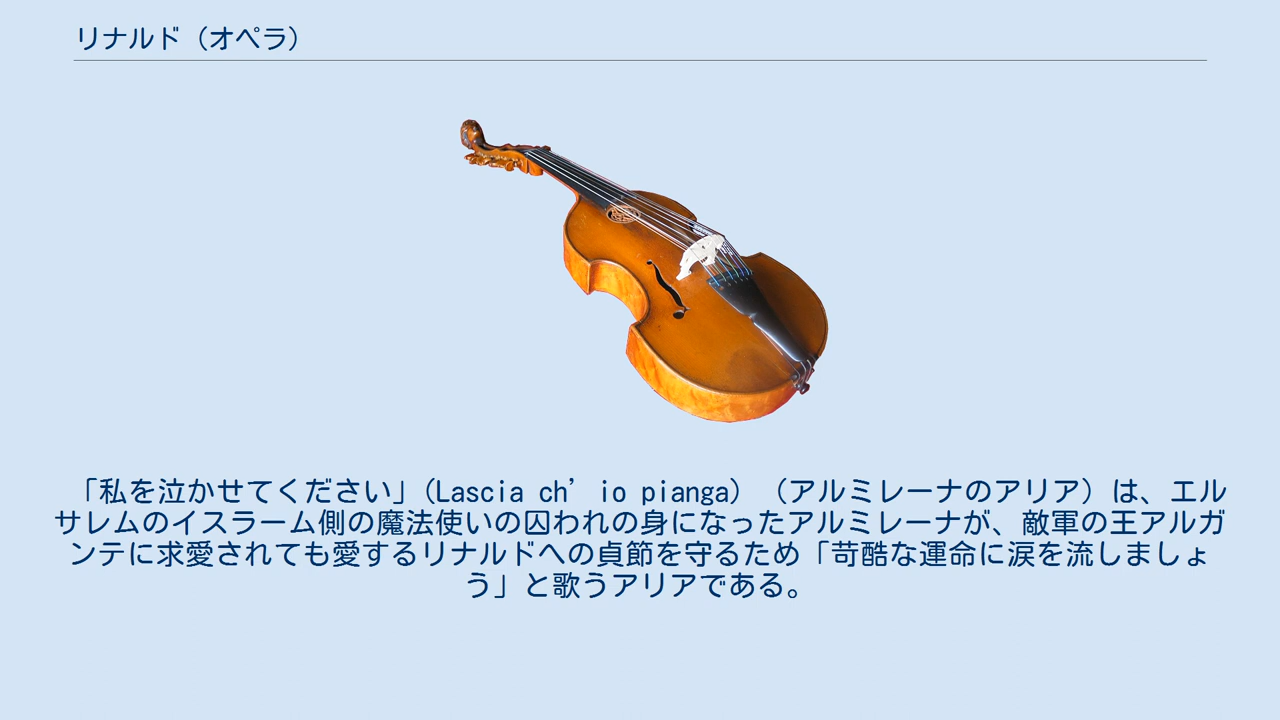 リナルド（オペラ）
「私を泣かせてください」(Lascia ch’io pianga) （アルミレーナのアリア）は、エル
サレムのイスラーム側の魔法使いの囚われの身になったアルミレーナが、敵軍の王アルガ
ンテに求愛されても愛するリナルドへの貞節を守るため「苛酷な運命に涙を流しましょ
う」と歌うアリアである。